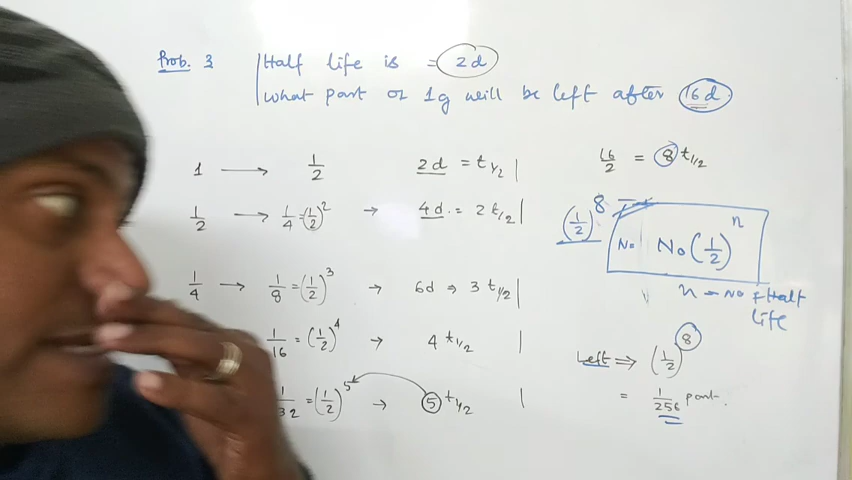 Prob. 3 Half life is = 2 d
What part of 1g will be left after 16 d.
1 ⟶ 1/2 2d = t1/2
1/2 ⟶ 1/4 = (1/2)^2 → 4 d. = 2 t1/2
1/4 ⟶ 1/8 = (1/2)^3 → 6d ⇒ 3 t1/2
1/16 = (1/2)^4 → 4 t1/2
1/32 = (1/2)^5 → 5 t1/2
16/2 = 8 t1/2
(1/2)^8 N = No (1/2)^n
n - No of Half
life
Left ⇒ (1/2)^8
= 1/256 part.